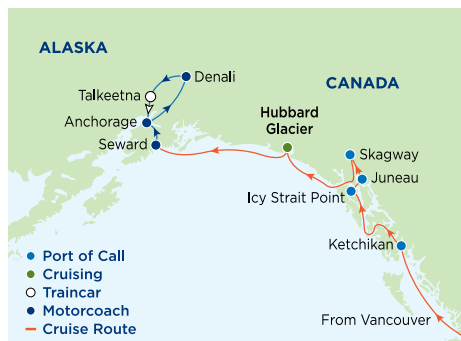 ALASKA
Denali
CANADA
Talkeetna
Anchorage
Hubbard
Glacier
Seward
Skagway
Juneau
Icy Strait Point
Ketchikan
Port of Call
Cruising
Traincar
Motorcoach
Cruise Route
From Vancouver